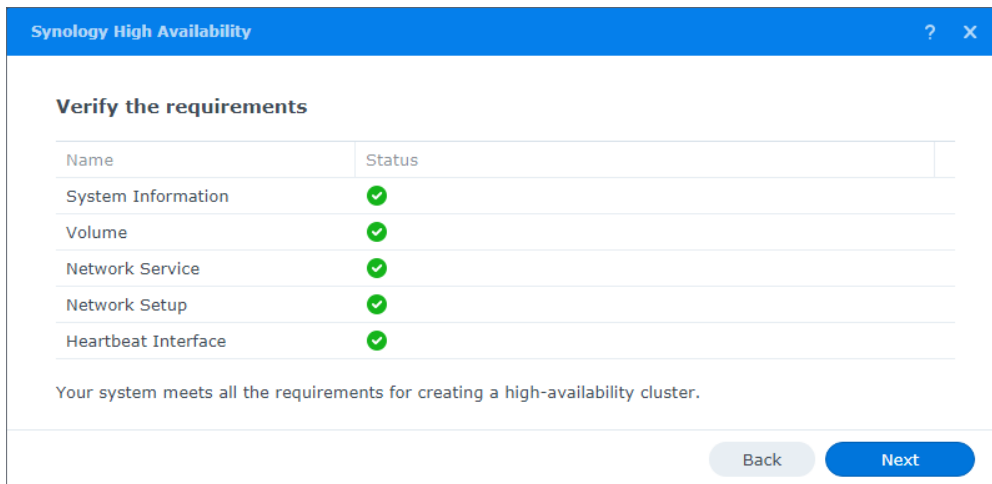 Synology High Availability ? ×
Verify the requirements
Name Status
System Information
Volume
Network Service
Network Setup
Heartbeat Interface
Your system meets all the requirements for creating a high-availability cluster.
Back Next